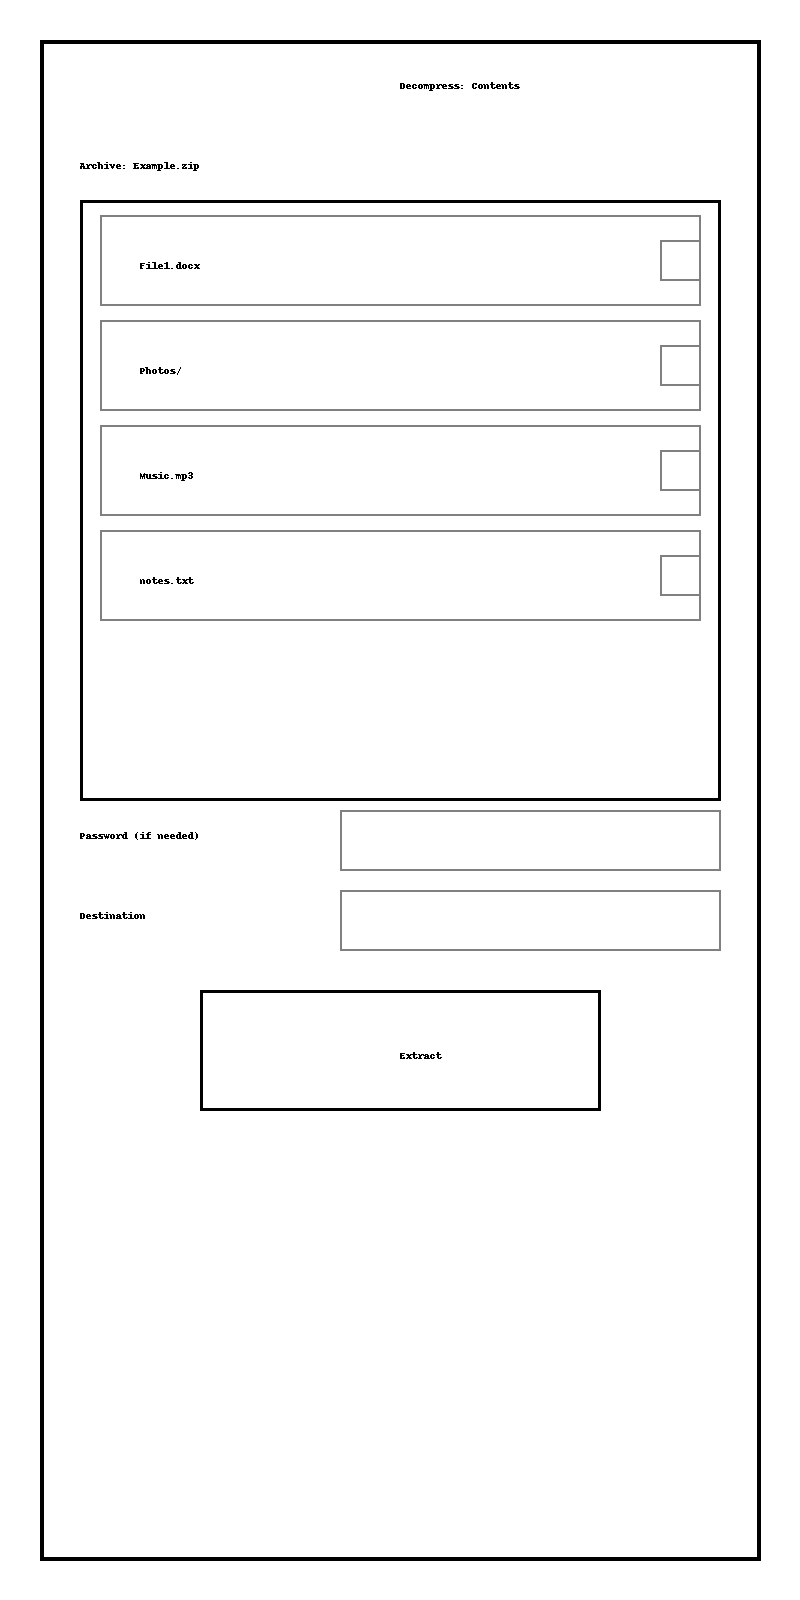 Decompress: Contents
Archive: Example.zip
File1.docx
Photos/
Music.mp3
notes.txt
Password (if needed)
Destination
Extract